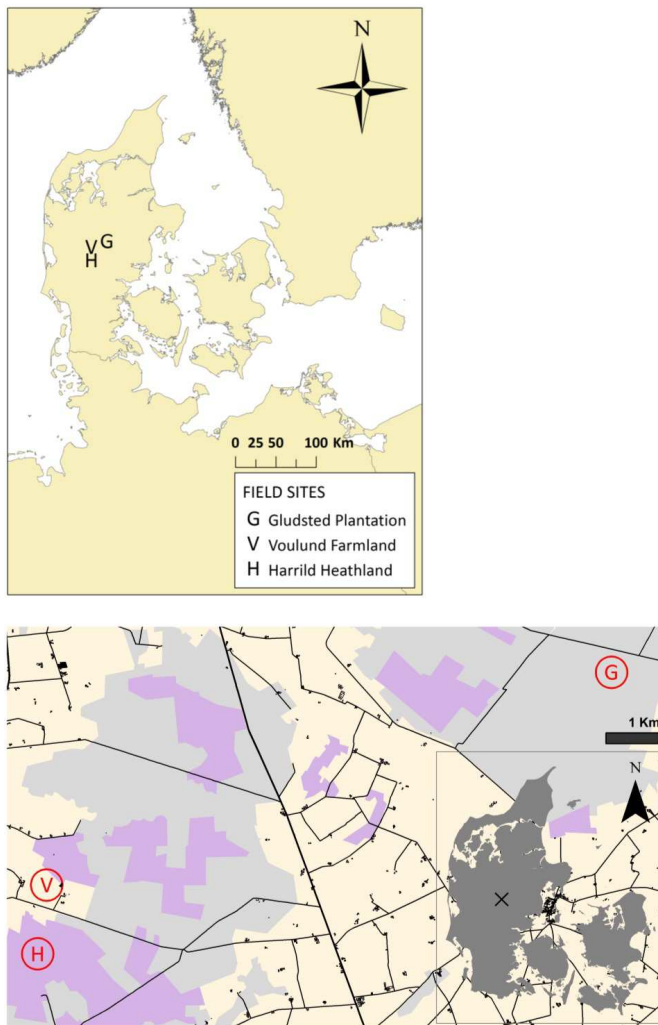 N
G
V
H
0 25 50 100 Km
FIELD SITES
G Gludsted Plantation
V Voulund Farmland
H Harrild Heathland
G
1 Km
N
V
H